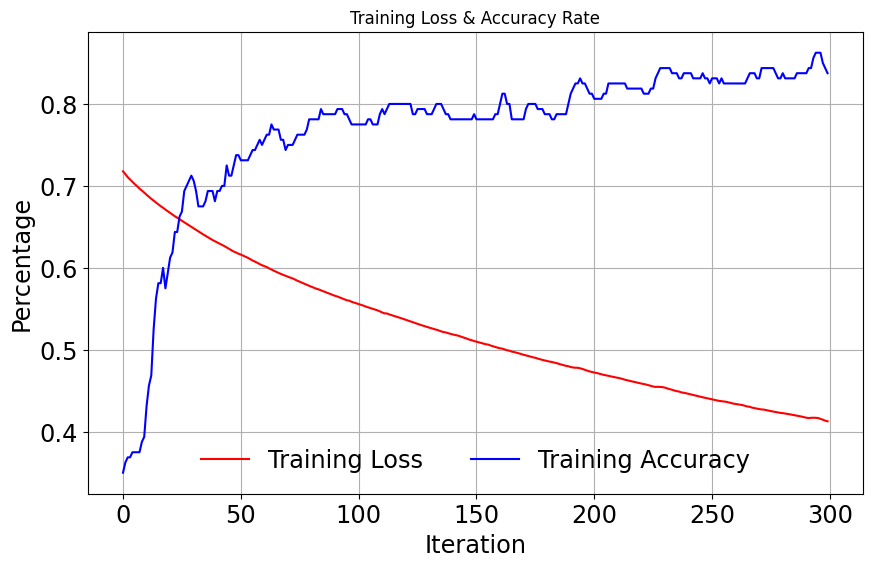 Training Loss & Accuracy Rate
Percentage
0.8
0.7
0.6
0.5
0.4
Training Loss Training Accuracy
0 50 100 150 200 250 300
Iteration